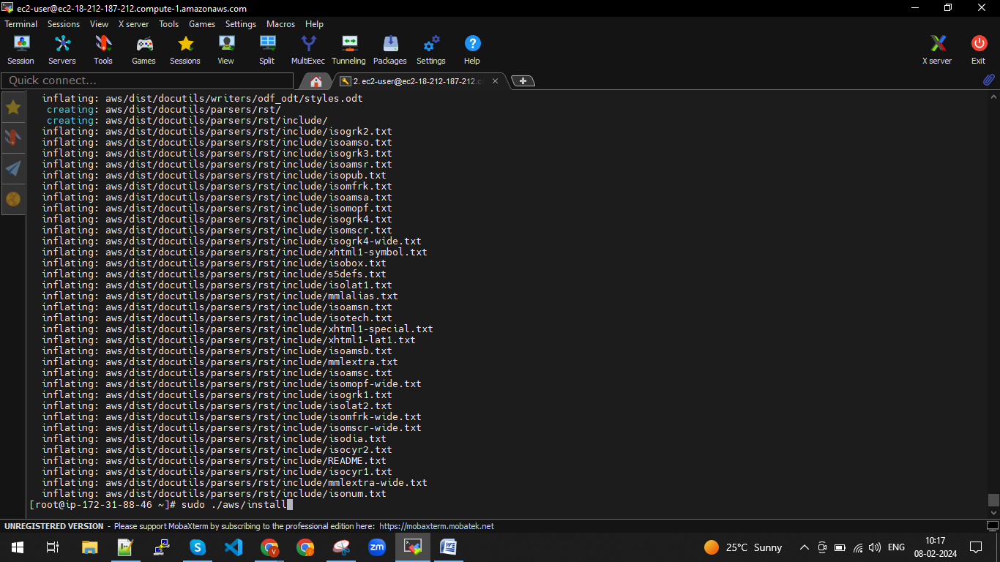 ec2-user@ec2-18-212-187-212.compute-1.amazonaws.com
Terminal Sessions View X server Tools Games Settings Macros Help
Session Servers Tools Games Sessions View Split MultiExec Tunneling Packages Settings Help X server Exit
Quick connect... 2. ec2-user@ec2-18-212-187-212.c
inflating: aws/dist/docutils/writers/odf_odt/styles.odt
creating: aws/dist/docutils/parsers/rst/
creating: aws/dist/docutils/parsers/rst/include/
inflating: aws/dist/docutils/parsers/rst/include/isogrk2.txt
inflating: aws/dist/docutils/parsers/rst/include/isoamso.txt
inflating: aws/dist/docutils/parsers/rst/include/isogrk3.txt
inflating: aws/dist/docutils/parsers/rst/include/isoamsr.txt
inflating: aws/dist/docutils/parsers/rst/include/isopub.txt
inflating: aws/dist/docutils/parsers/rst/include/isomfrk.txt
inflating: aws/dist/docutils/parsers/rst/include/isoamsa.txt
inflating: aws/dist/docutils/parsers/rst/include/isomopf.txt
inflating: aws/dist/docutils/parsers/rst/include/isogrk4.txt
inflating: aws/dist/docutils/parsers/rst/include/isomscr.txt
inflating: aws/dist/docutils/parsers/rst/include/isogrk4-wide.txt
inflating: aws/dist/docutils/parsers/rst/include/xhtml1-symbol.txt
inflating: aws/dist/docutils/parsers/rst/include/isobox.txt
inflating: aws/dist/docutils/parsers/rst/include/s5defs.txt
inflating: aws/dist/docutils/parsers/rst/include/isolat1.txt
inflating: aws/dist/docutils/parsers/rst/include/mmlalias.txt
inflating: aws/dist/docutils/parsers/rst/include/isoamsn.txt
inflating: aws/dist/docutils/parsers/rst/include/isotech.txt
inflating: aws/dist/docutils/parsers/rst/include/xhtml1-special.txt
inflating: aws/dist/docutils/parsers/rst/include/xhtml1-lat1.txt
inflating: aws/dist/docutils/parsers/rst/include/isoamsb.txt
inflating: aws/dist/docutils/parsers/rst/include/mmlextra.txt
inflating: aws/dist/docutils/parsers/rst/include/isoamsc.txt
inflating: aws/dist/docutils/parsers/rst/include/isomopf-wide.txt
inflating: aws/dist/docutils/parsers/rst/include/isogrk1.txt
inflating: aws/dist/docutils/parsers/rst/include/isolat2.txt
inflating: aws/dist/docutils/parsers/rst/include/isomfrk-wide.txt
inflating: aws/dist/docutils/parsers/rst/include/isomscr-wide.txt
inflating: aws/dist/docutils/parsers/rst/include/isodia.txt
inflating: aws/dist/docutils/parsers/rst/include/isocyr2.txt
inflating: aws/dist/docutils/parsers/rst/include/README.txt
inflating: aws/dist/docutils/parsers/rst/include/isocyr1.txt
inflating: aws/dist/docutils/parsers/rst/include/mmlextra-wide.txt
inflating: aws/dist/docutils/parsers/rst/include/isonum.txt
[root@ip-172-31-88-46 ~]# sudo ./aws/install
UNREGISTERED VERSION - Please support MobaXterm by subscribing to the professional edition here: https://mobaxterm.mobatek.net
25°C Sunny ENG 10:17
08-02-2024